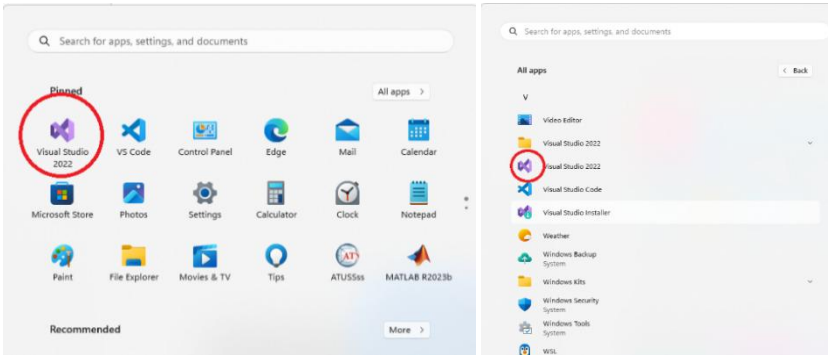 Search for apps, settings, and documents
Pinned
All apps >
Visual Studio 2022
VS Code
Control Panel
Edge
Mail
Calendar
Microsoft Store
Photos
Settings
Calculator
Clock
Notepad
Paint
File Explorer
Movies & TV
Tips
ATUSSss
MATLAB R2023b
Recommended
More >
Search for apps, settings, and documents
All apps
< Back
V
Video Editor
Visual Studio 2022
Visual Studio 2022
Visual Studio Code
Visual Studio Installer
Weather
Windows Backup
System
Windows Kits
Windows Security
System
Windows Tools
System
WSL